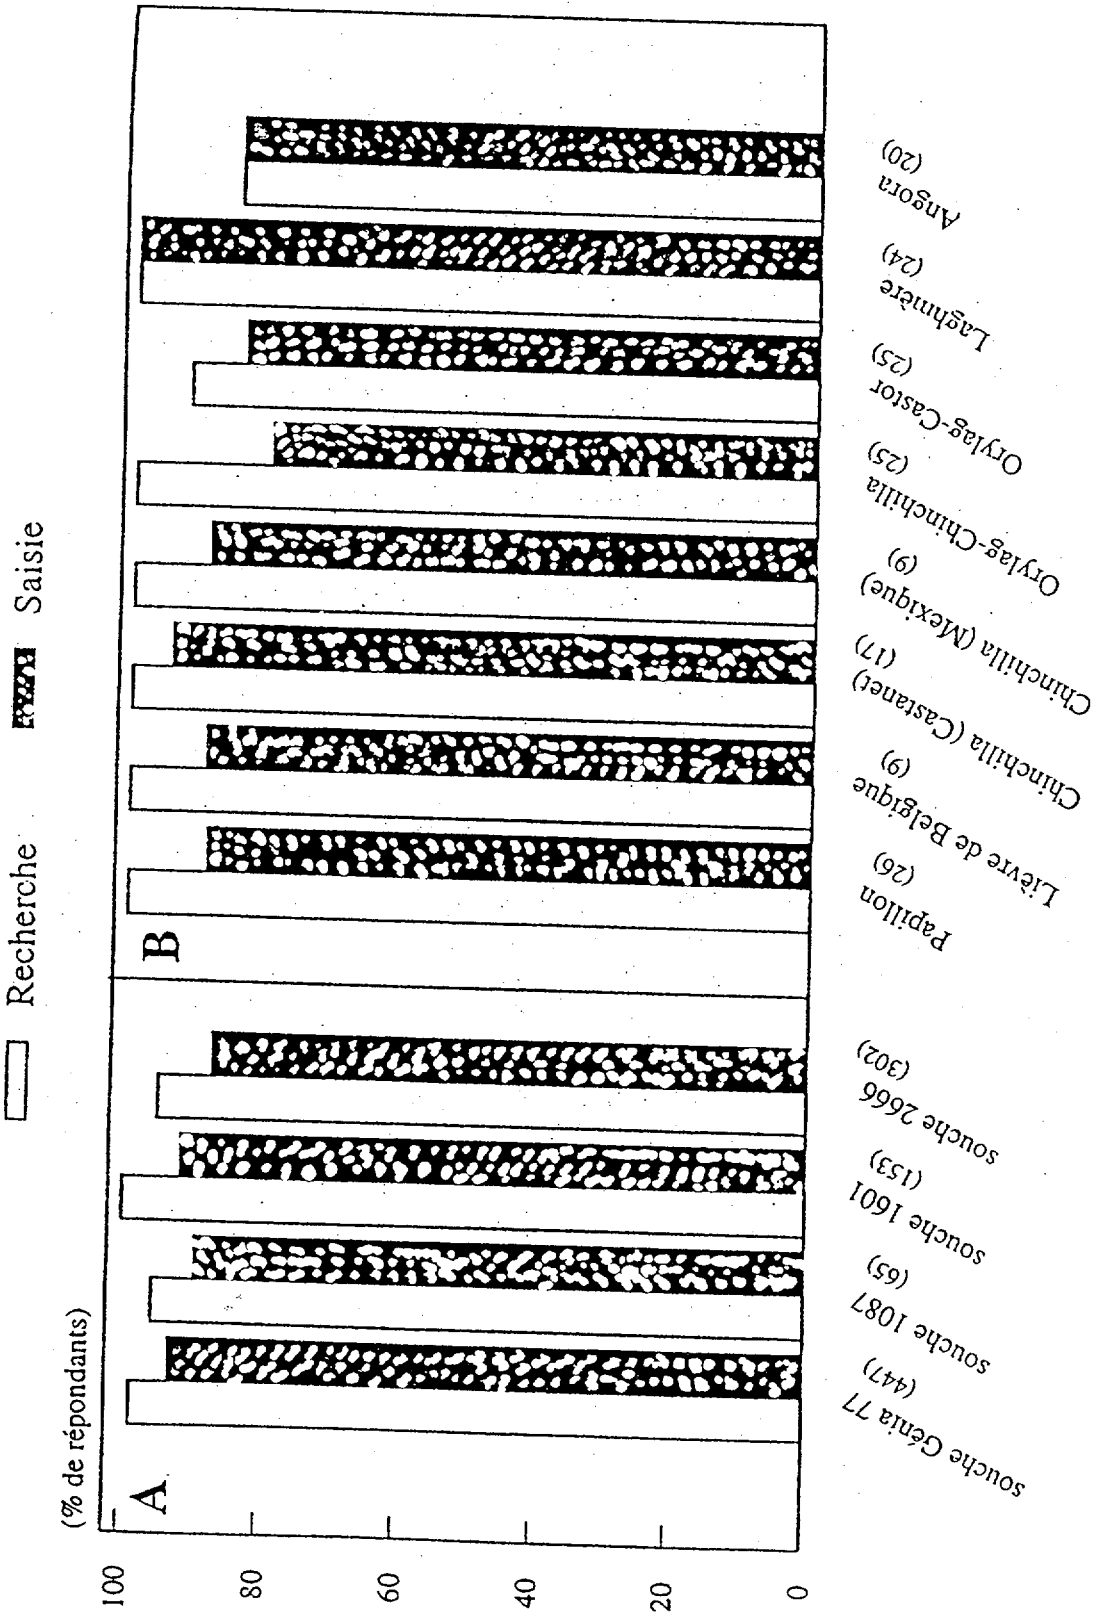 Recherche
Saisie
(% de répondants)
100
80
60
40
20
0
A
B
souche Génia 77
(447)
souche 1087
(65)
souche 1601
(153)
souche 2666
(302)
Papillon
(26)
Lièvre de Belgique
(9)
Chinchilla (Castanet)
(17)
Chinchilla (Mexique)
(9)
Orylag-Chinchilla
(25)
Orylag-Castor
(25)
Laghmère
(24)
Angora
(20)